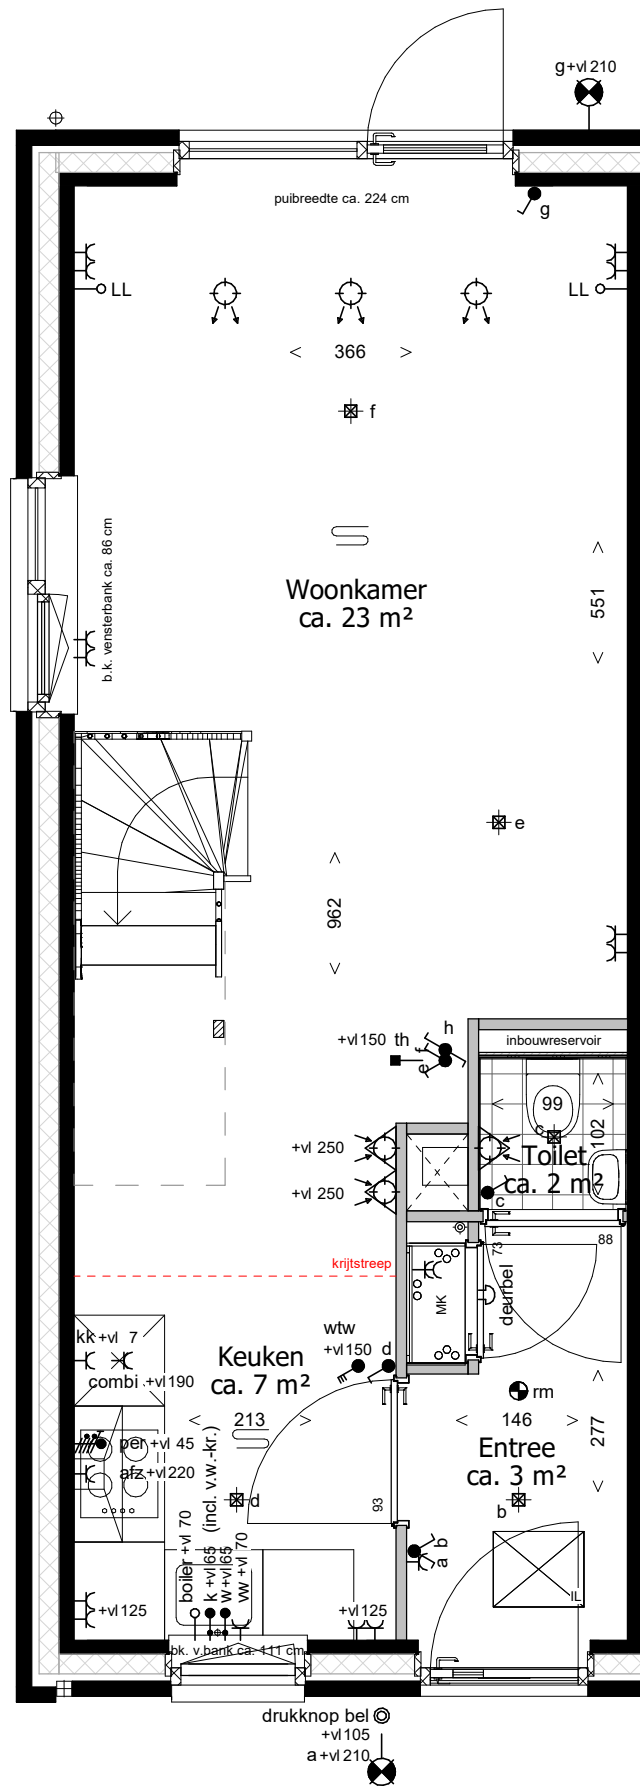 g+vl 210
puibreedte ca. 224 cm
g
LL
LL
366
f
b.k. vensterbank ca. 86 cm
551
Woonkamer
ca. 23 m²
e
962
h
+vl 150 th
f
e
inbouwreservoir
99
102
c
+vl 250
Toilet
ca. 2 m²
+vl 250
x
c
73
88
krijtstreep
MK
deurbel
kk +vl 7
combi +vl 190
wtw
+vl 150 d
Keuken
ca. 7 m²
rm
213
146
277
per +vl 45
afz +vl 220
Entree
ca. 3 m²
d
93
b
boiler +vl 70
k +vl 65 (incl. v.w.-kr.)
w +vl 65
vw +vl 70
a b
IL
+vl 125
+vl 125
bk. v.bank ca. 111 cm
drukknop bel
+vl 105
a +vl 210